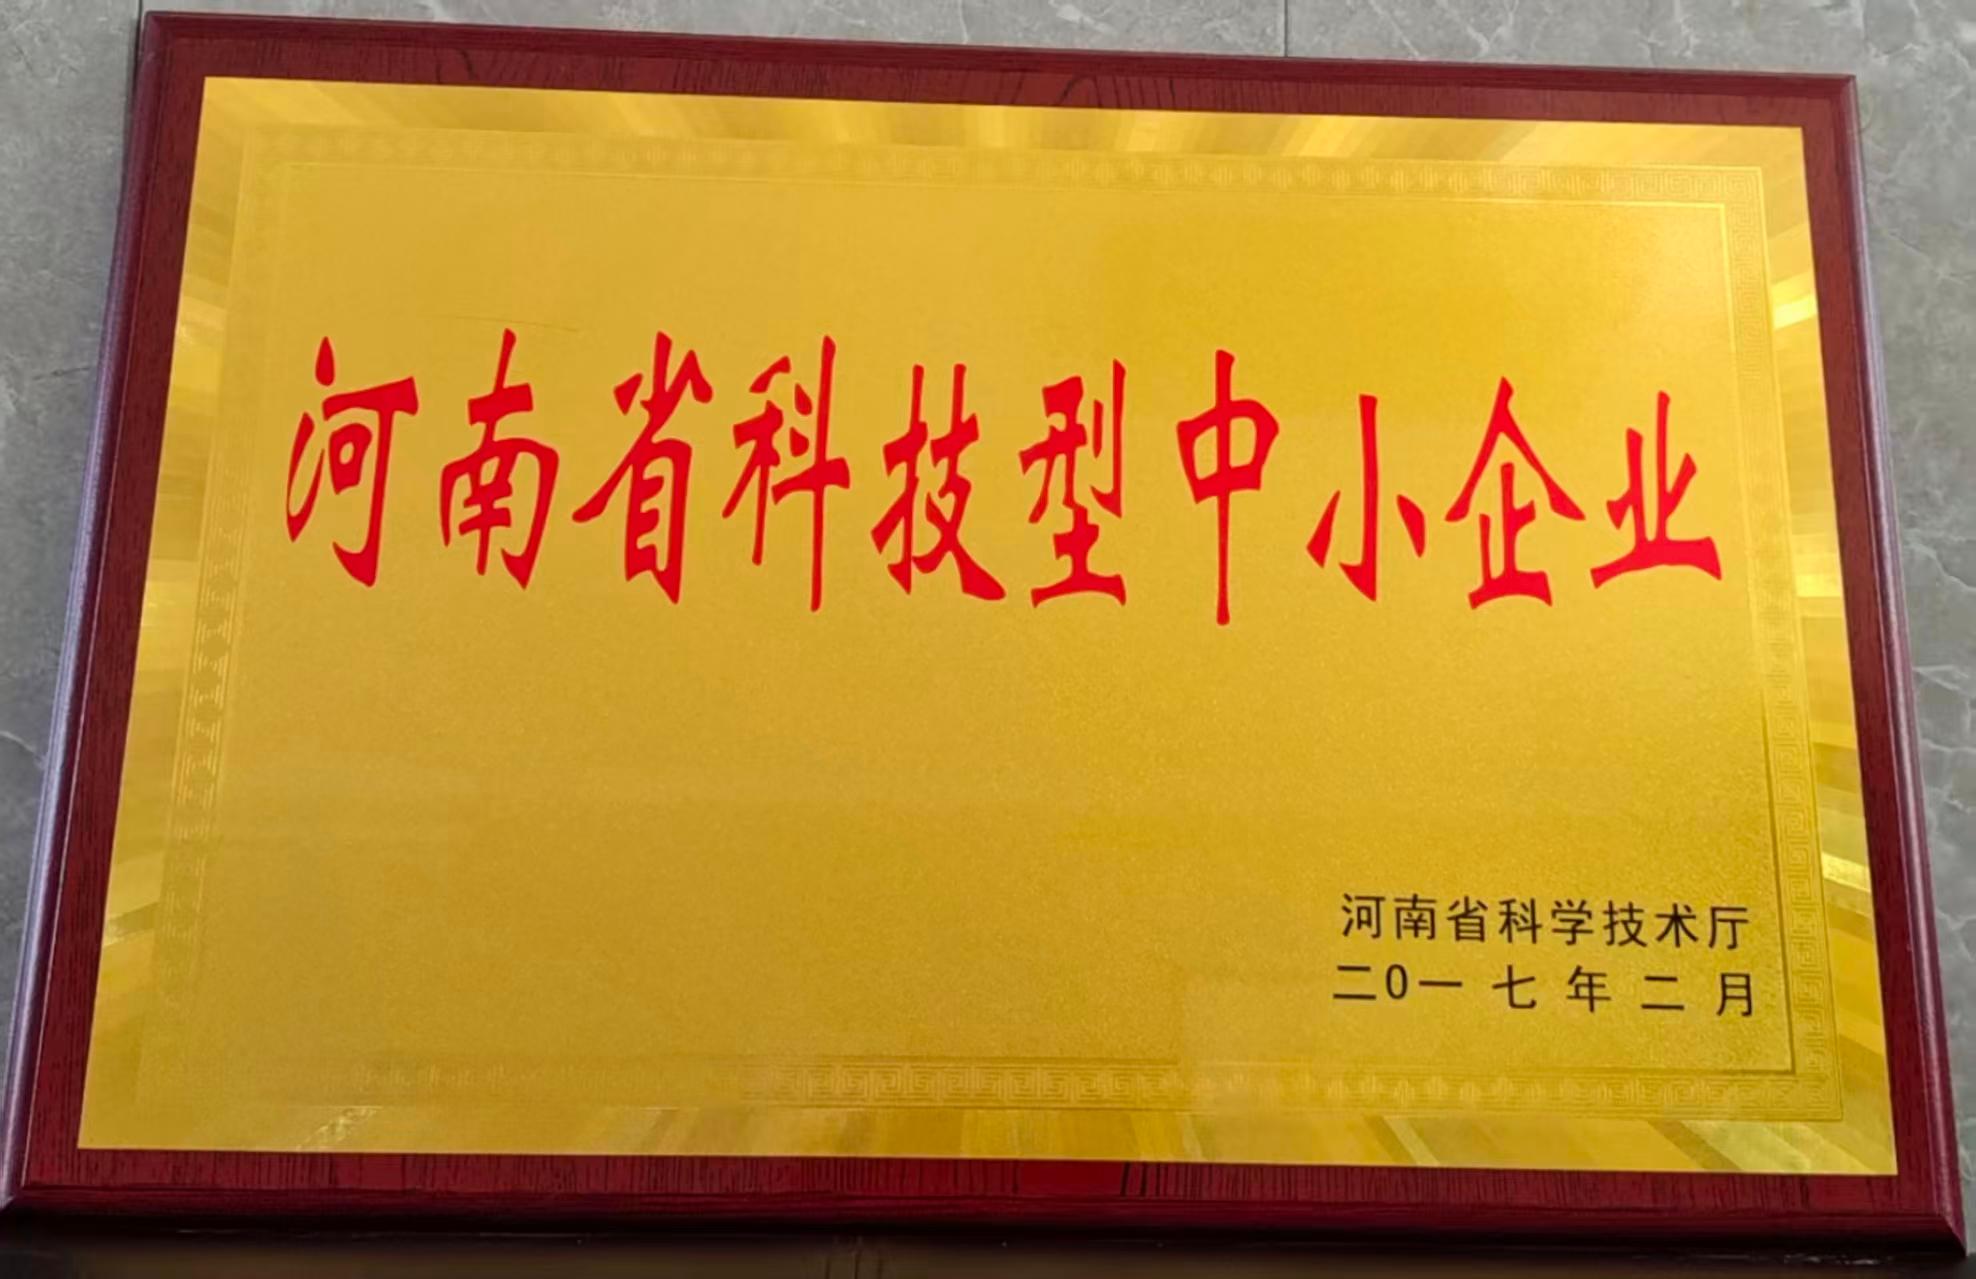 河南省科技型中小企业
河南省科学技术厅
二0一七年二月